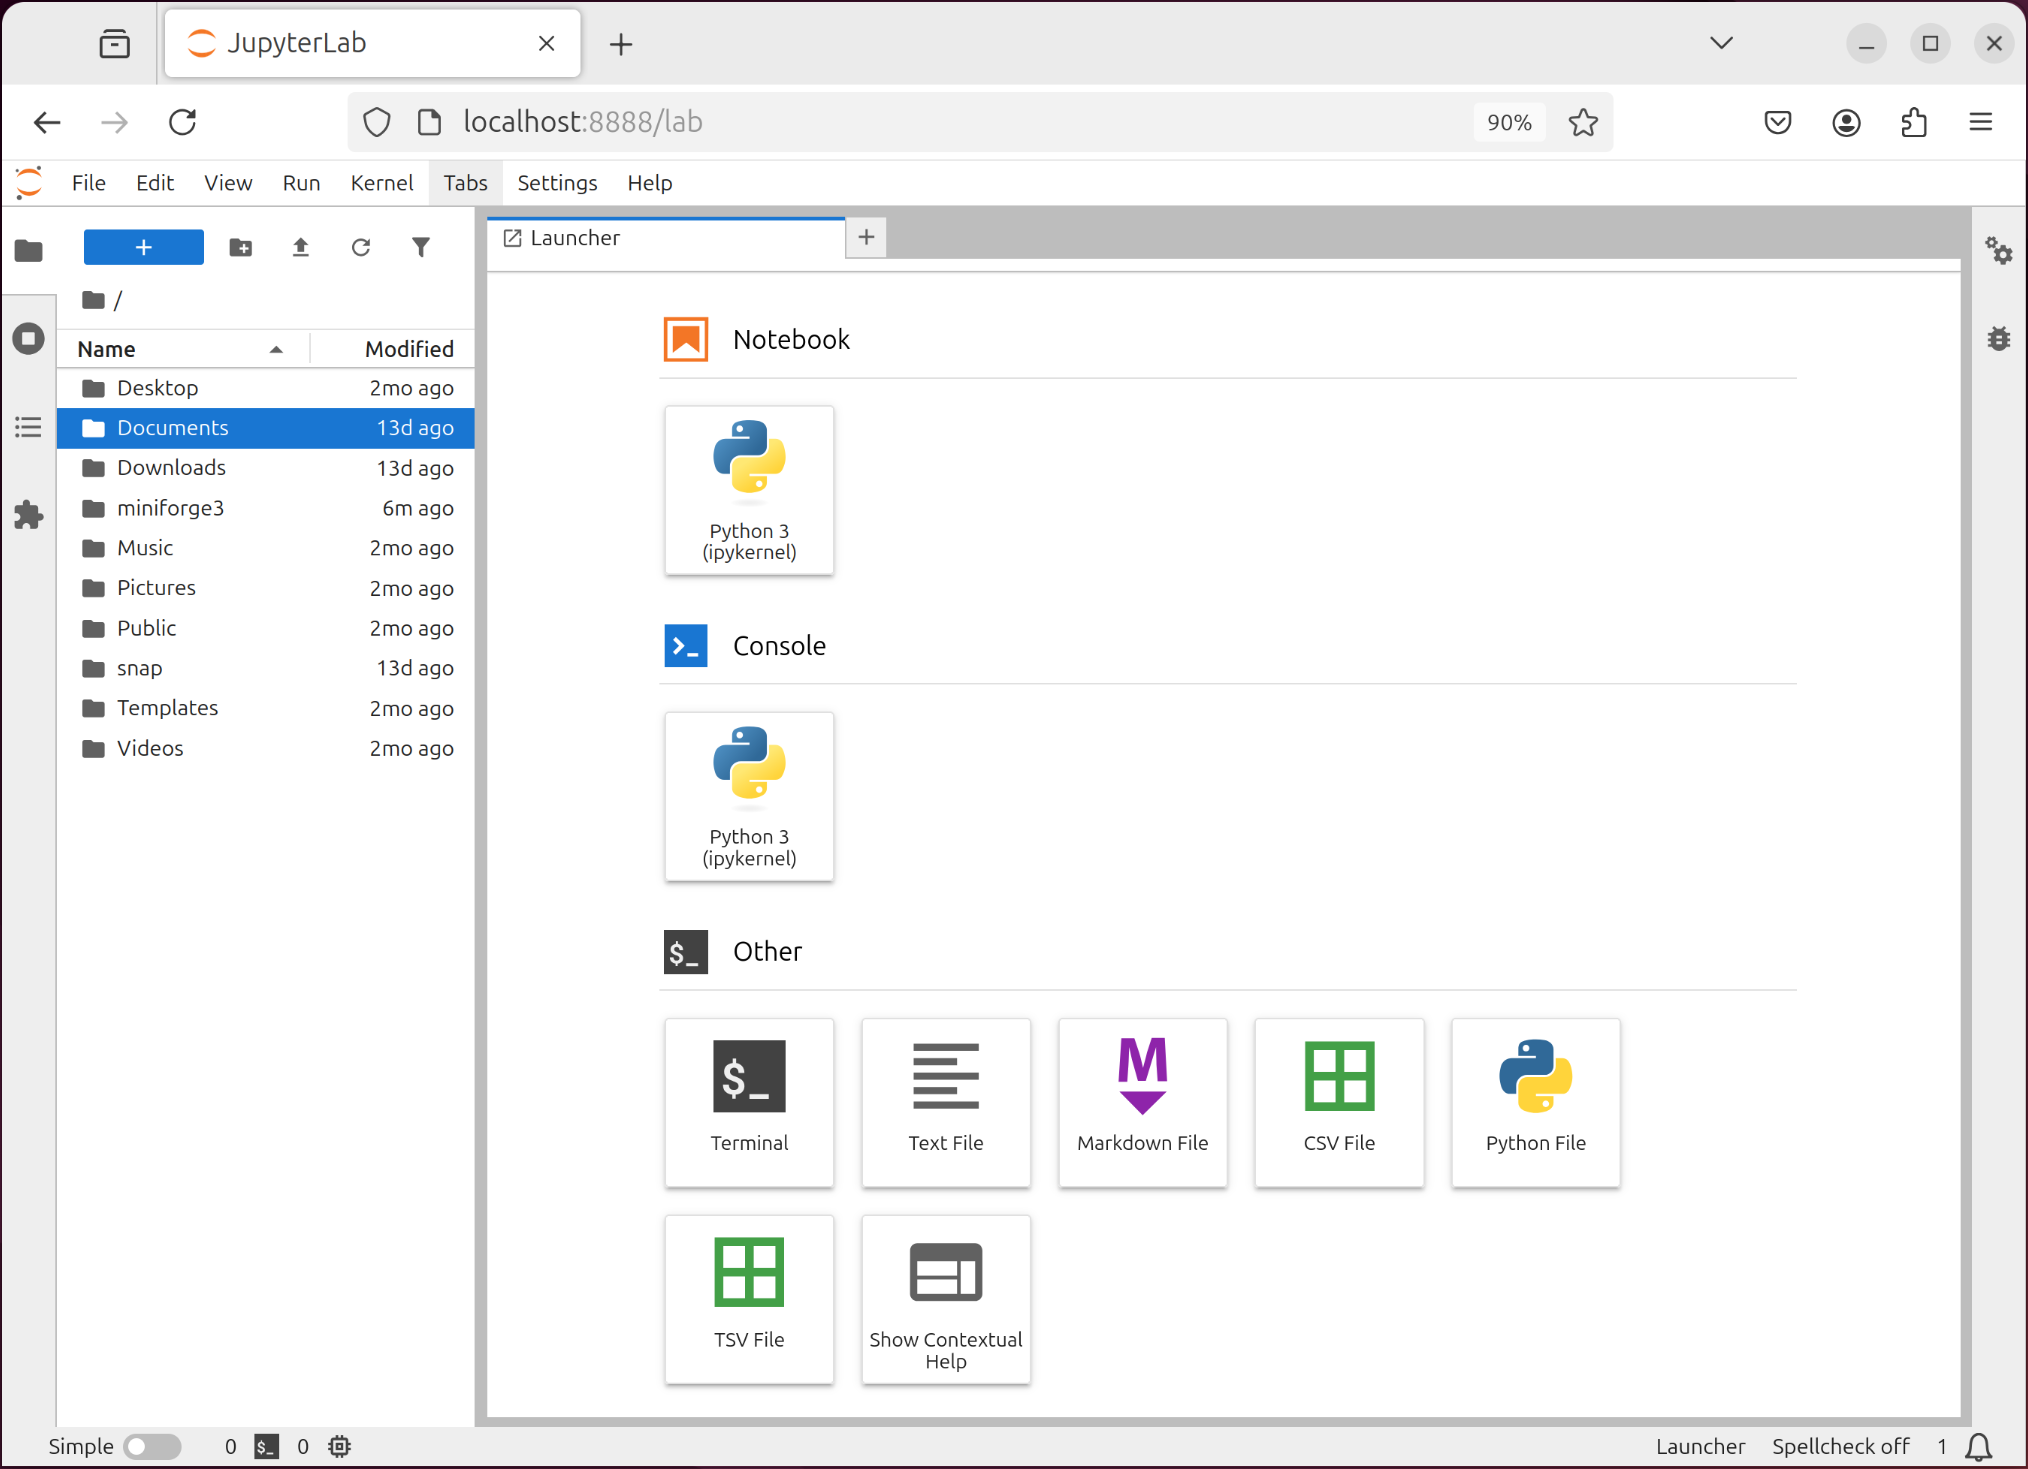 JupyterLab
localhost:8888/lab
90%
File Edit View Run Kernel Tabs Settings Help
Launcher
/
Name Modified
Desktop 2mo ago
Documents 13d ago
Downloads 13d ago
miniforge3 6m ago
Music 2mo ago
Pictures 2mo ago
Public 2mo ago
snap 13d ago
Templates 2mo ago
Videos 2mo ago
Notebook
Python 3
(ipykernel)
Console
Python 3
(ipykernel)
$_ Other
$_
Terminal
Text File
M
Markdown File
CSV File
Python File
TSV File
Show Contextual
Help
Simple 0 $_ 0 Launcher Spellcheck off 1